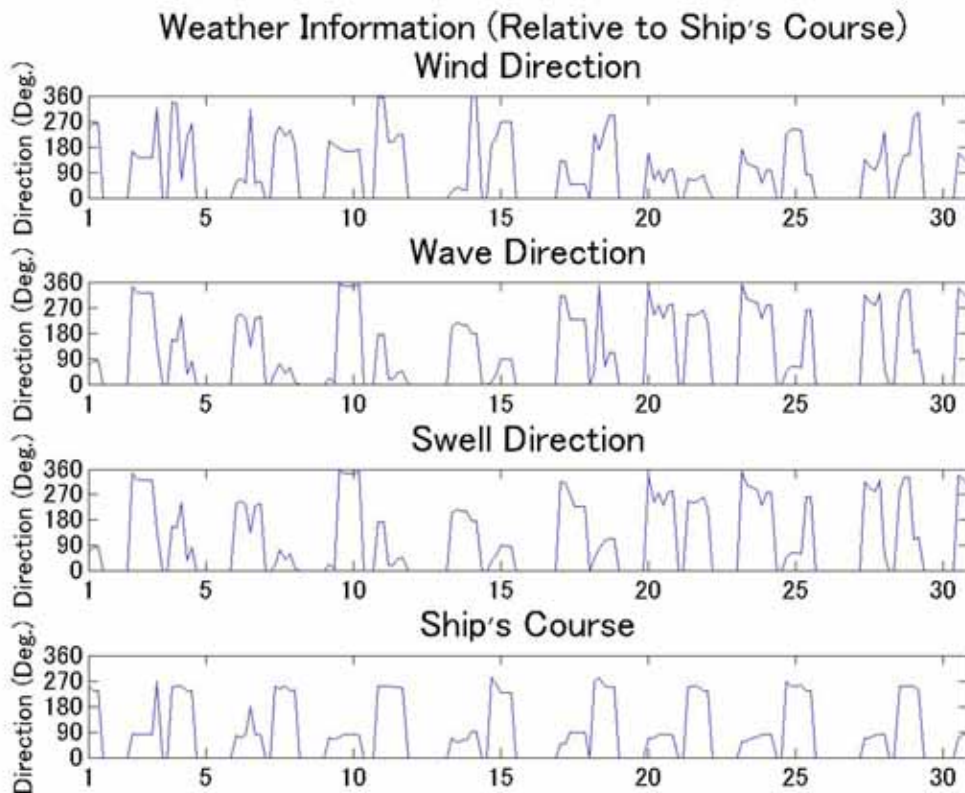 Weather Information (Relative to Ship's Course)
Wind Direction
Direction (Deg.)
360
270
180
90
0
1 5 10 15 20 25 30
Wave Direction
Direction (Deg.)
360
270
180
90
0
1 5 10 15 20 25 30
Swell Direction
Direction (Deg.)
360
270
180
90
0
1 5 10 15 20 25 30
Ship's Course
Direction (Deg.)
360
270
180
90
0
1 5 10 15 20 25 30